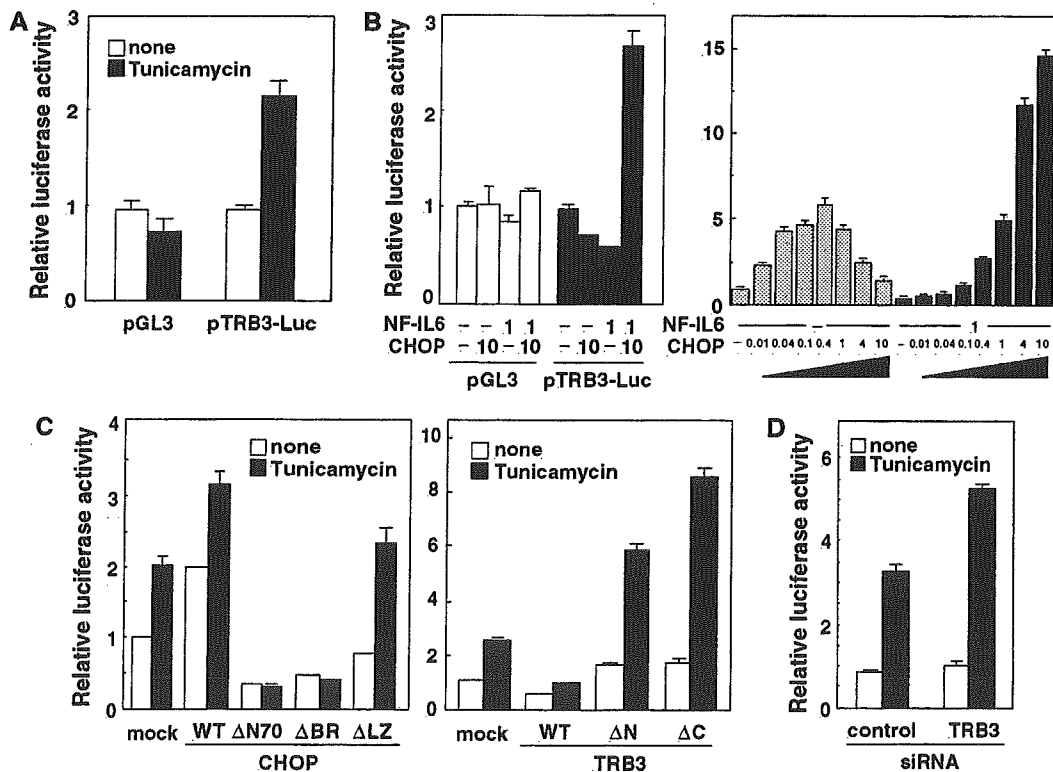 A
Relative luciferase activity
3
2
1
0
none
Tunicamycin
pGL3 pTRB3-Luc
B
Relative luciferase activity
3
2
1
0
NF-IL6 – – 1 1 – – 1 1
CHOP – 10 – 10 – 10 – 10
pGL3 pTRB3-Luc
15
10
5
0
NF-IL6 – 1
CHOP – 0.01 0.04 0.1 0.4 1 4 10 – 0.01 0.04 0.1 0.4 1 4 10
C
Relative luciferase activity
4
3
2
1
0
none
Tunicamycin
mock WT ΔN70 ΔBR ΔLZ
CHOP
10
8
6
4
2
0
none
Tunicamycin
mock WT ΔN ΔC
TRB3
D
Relative luciferase activity
6
4
2
0
none
Tunicamycin
control TRB3
siRNA